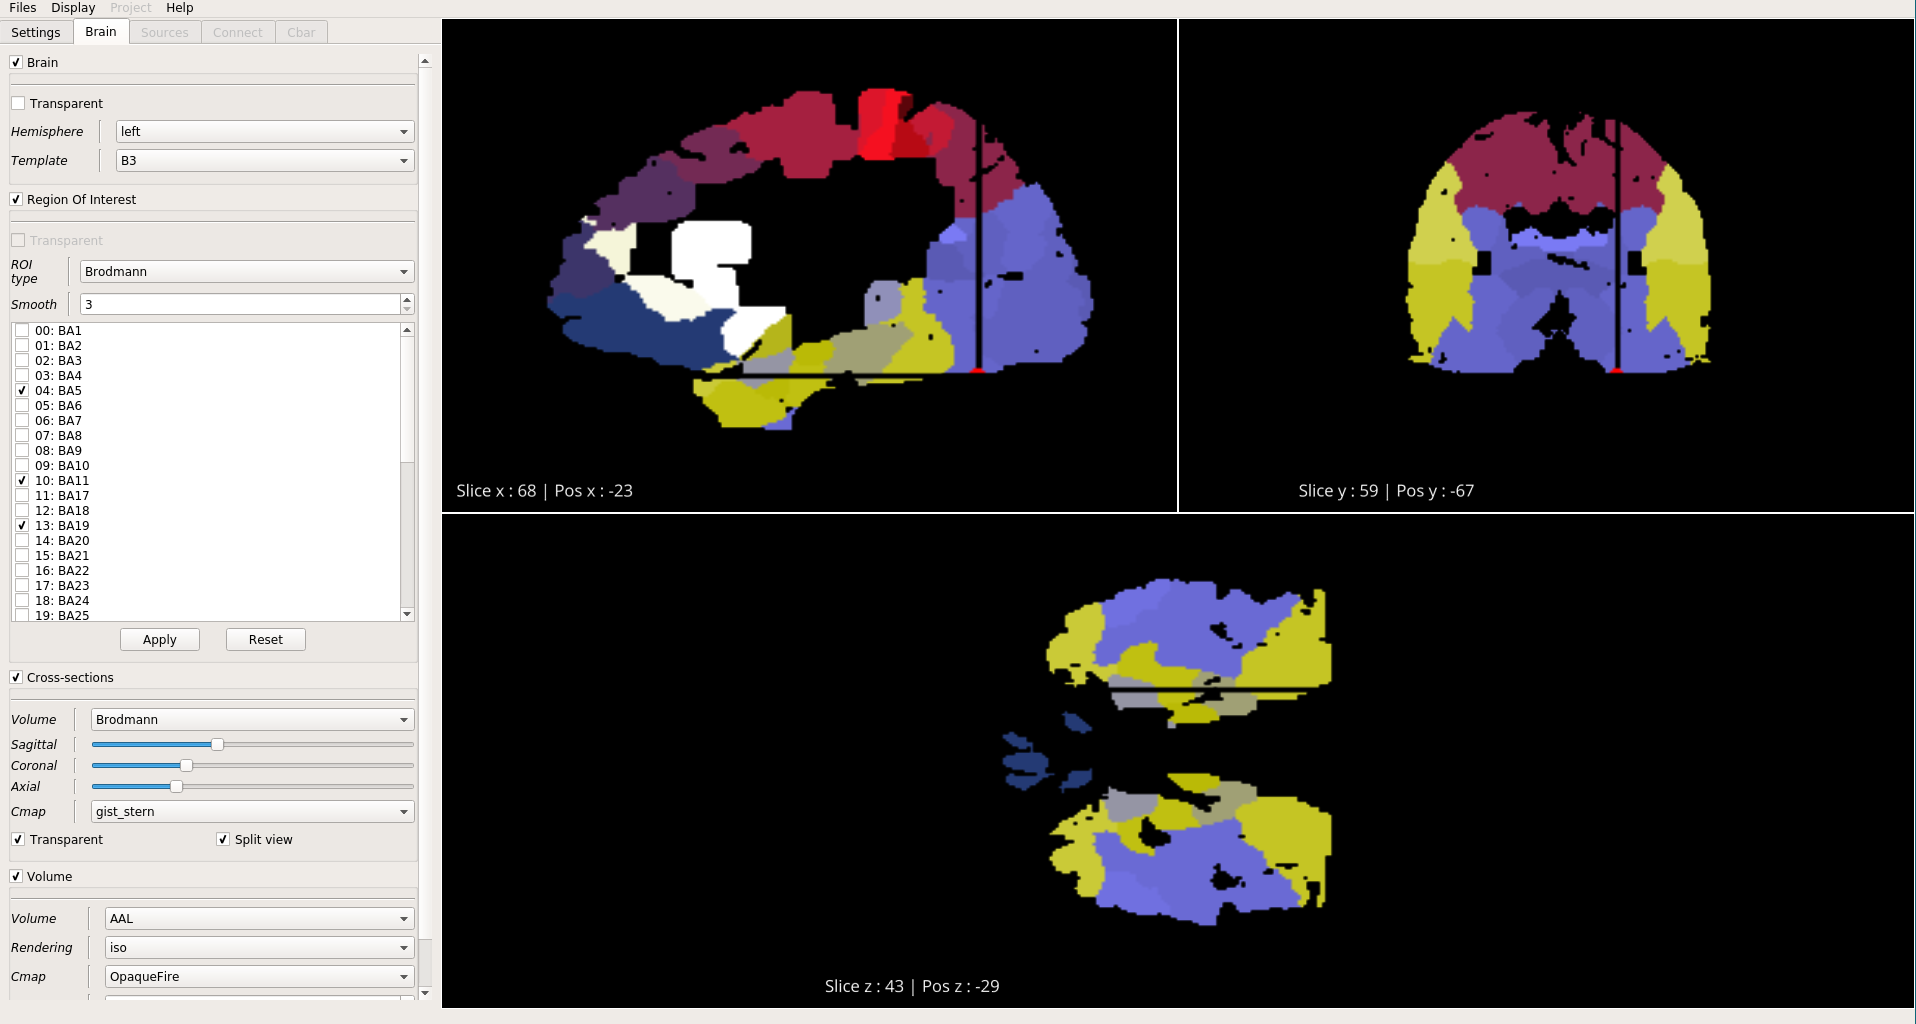 Files Display Project Help
Settings Brain Sources Connect Cbar
Brain
Transparent
Hemisphere left
Template B3
Region Of Interest
Transparent
ROI type Brodmann
Smooth 3
00: BA1
01: BA2
02: BA3
03: BA4
04: BA5
05: BA6
06: BA7
07: BA8
08: BA9
09: BA10
10: BA11
11: BA17
12: BA18
13: BA19
14: BA20
15: BA21
16: BA22
17: BA23
18: BA24
19: BA25
Apply Reset
Cross-sections
Volume Brodmann
Sagittal
Coronal
Axial
Cmap gist_stern
Transparent Split view
Volume
Volume AAL
Rendering iso
Cmap OpaqueFire
Slice x : 68 | Pos x : -23
Slice y : 59 | Pos y : -67
Slice z : 43 | Pos z : -29